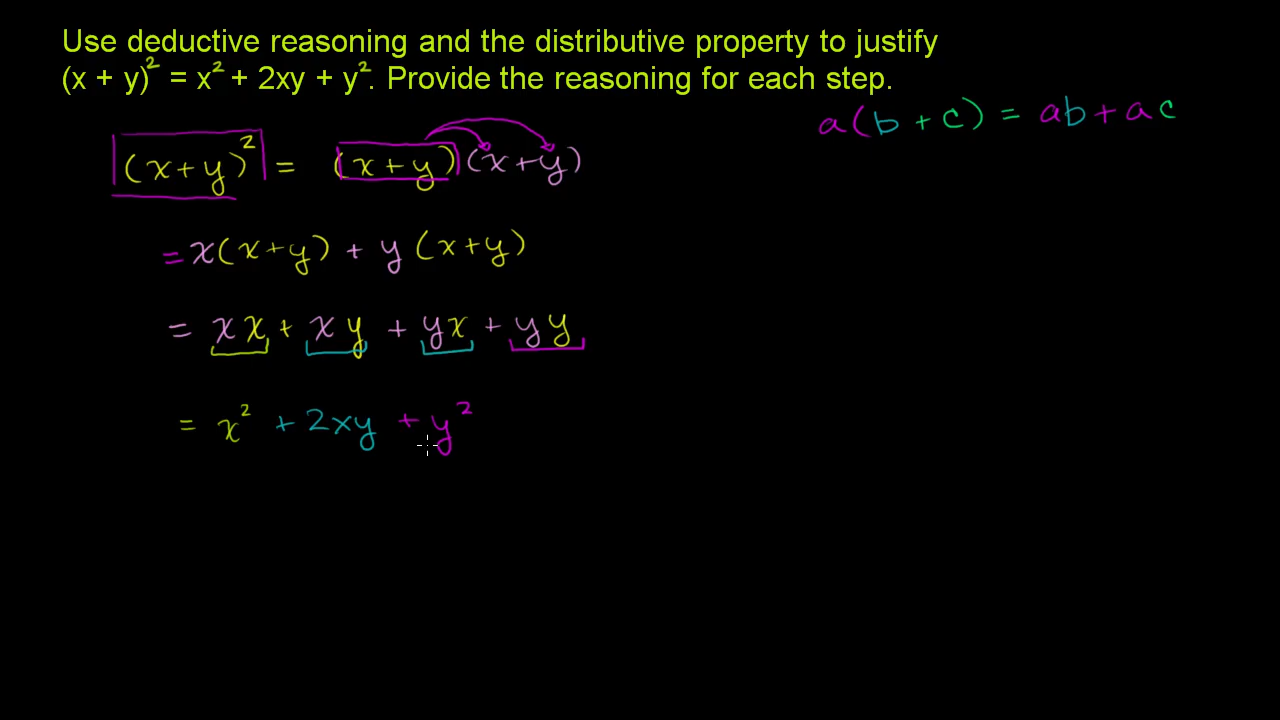 Use deductive reasoning and the distributive property to justify
(x + y)² = x² + 2xy + y². Provide the reasoning for each step.
a(b + c) = ab + ac
(x+y)² = (x+y)(x+y)
= x(x+y) + y(x+y)
= xx + xy + yx + yy
= x² + 2xy + y²